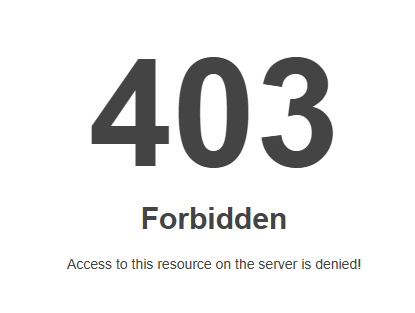 403
Forbidden
Access to this resource on the server is denied!